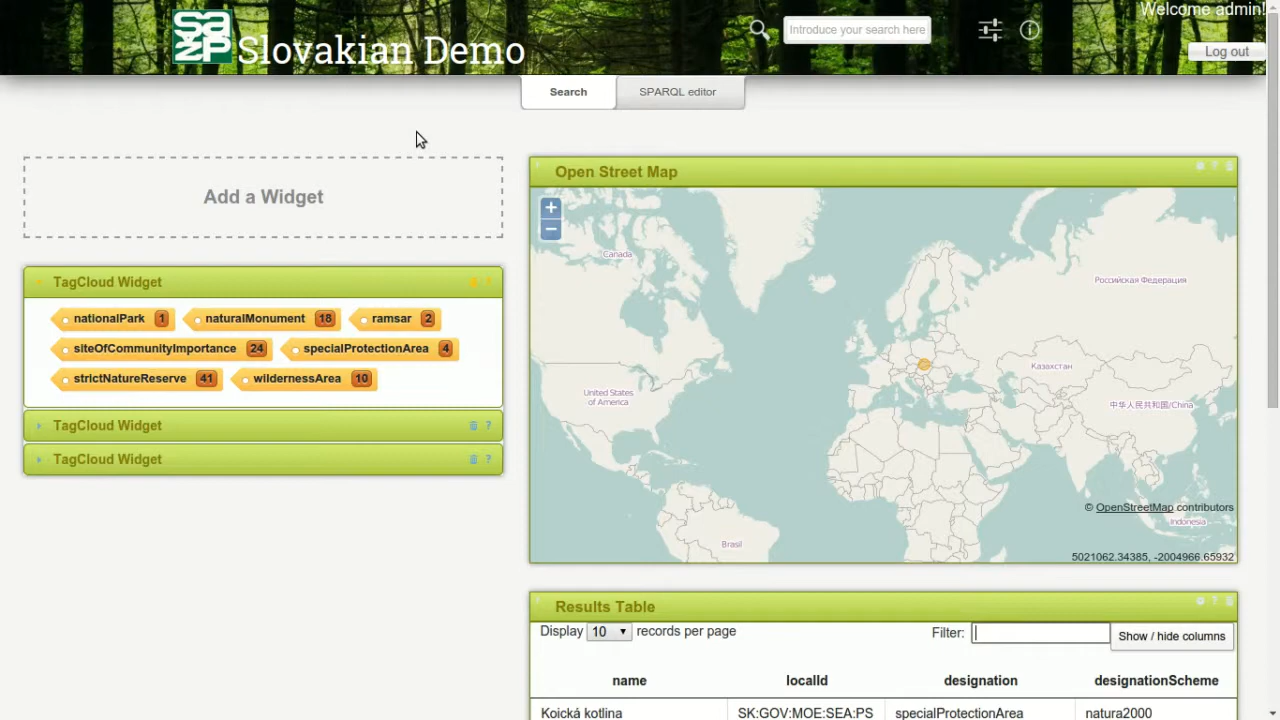 Welcome admin!
sa
zp
Slovakian Demo
Introduce your search here
Log out
Search
SPARQL editor
Add a Widget
TagCloud Widget
nationalPark 1
naturalMonument 18
ramsar 2
siteOfCommunityImportance 24
specialProtectionArea 4
strictNatureReserve 41
wildernessArea 10
TagCloud Widget
TagCloud Widget
Open Street Map
+
−
Canada
United States
of America
Brasil
Российская Федерация
Казахстан
中华人民共和国/China
Indonesia
© OpenStreetMap contributors
5021062.34385, -2004966.65932
Results Table
Display 10 records per page
Filter:
Show / hide columns
name localId designation designationScheme
Koická kotlina SK:GOV:MOE:SEA:PS specialProtectionArea natura2000